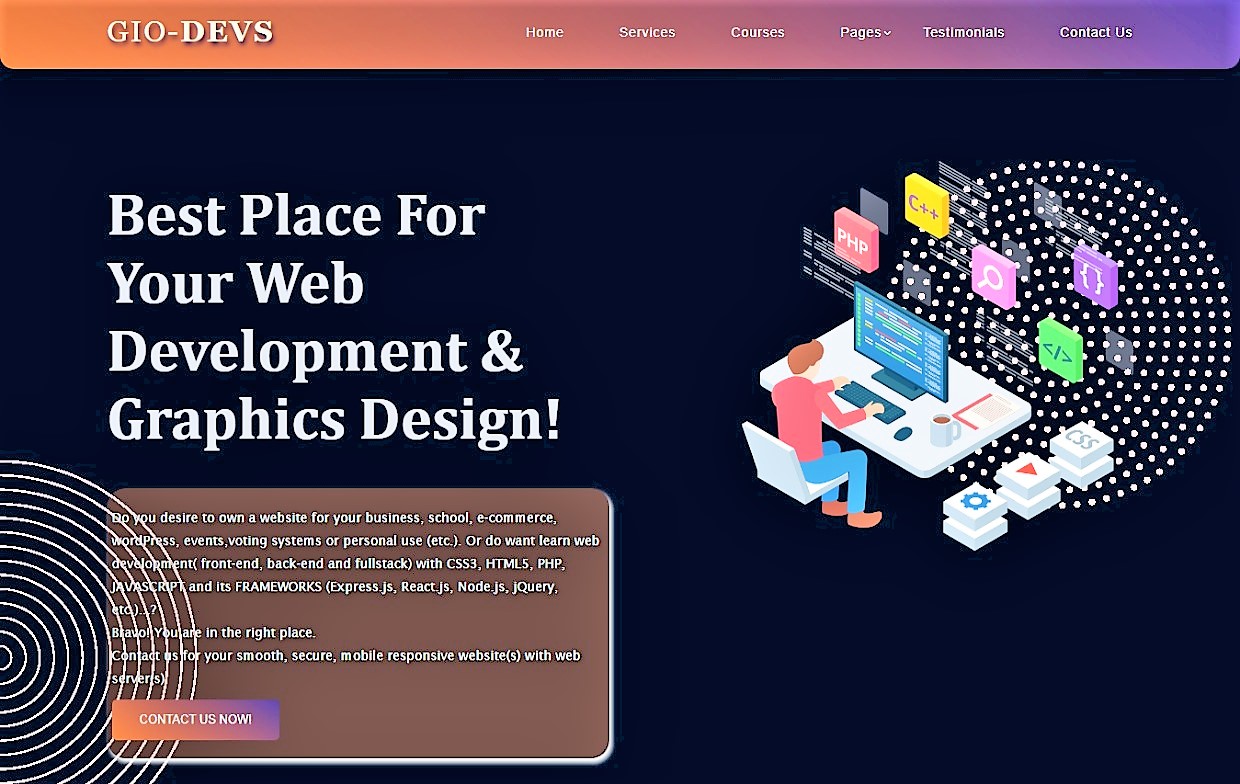 GIO-DEVS
Home Services Courses Pages Testimonials Contact Us
Best Place For
Your Web
Development &
Graphics Design!
Do you desire to own a website for your business, school, e-commerce,
wordPress, events,voting systems or personal use (etc.). Or do want learn web
development( front-end, back-end and fullstack) with CSS3, HTML5, PHP,
JAVASCRIPT and its FRAMEWORKS (Express.js, React.js, Node.js, jQuery,
etc.)...?
Bravo! You are in the right place.
Contact us for your smooth, secure, mobile responsive website(s) with web
server(s)
CONTACT US NOW!
C++
PHP
{}
</>
CSS